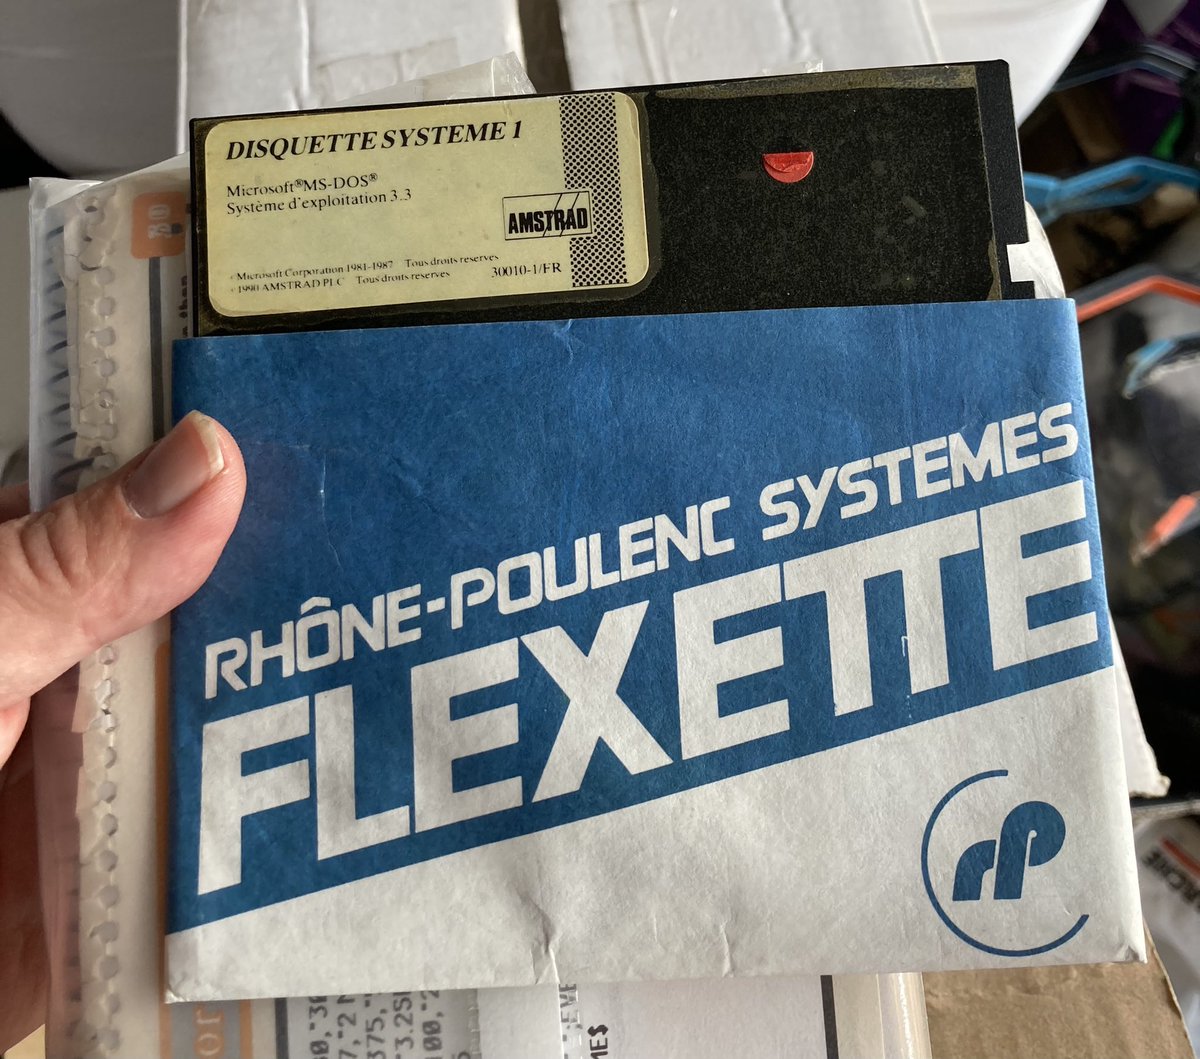 DISQUETTE SYSTEME 1
Microsoft®MS-DOS®
Système d'exploitation 3.3
AMSTRAD
©Microsoft Corporation 1981-1987 Tous droits reserves
©1990 AMSTRAD PLC Tous droits reserves
30010-1/FR
RHÔNE-POULENC SYSTEMES
FLEXETTE
rP